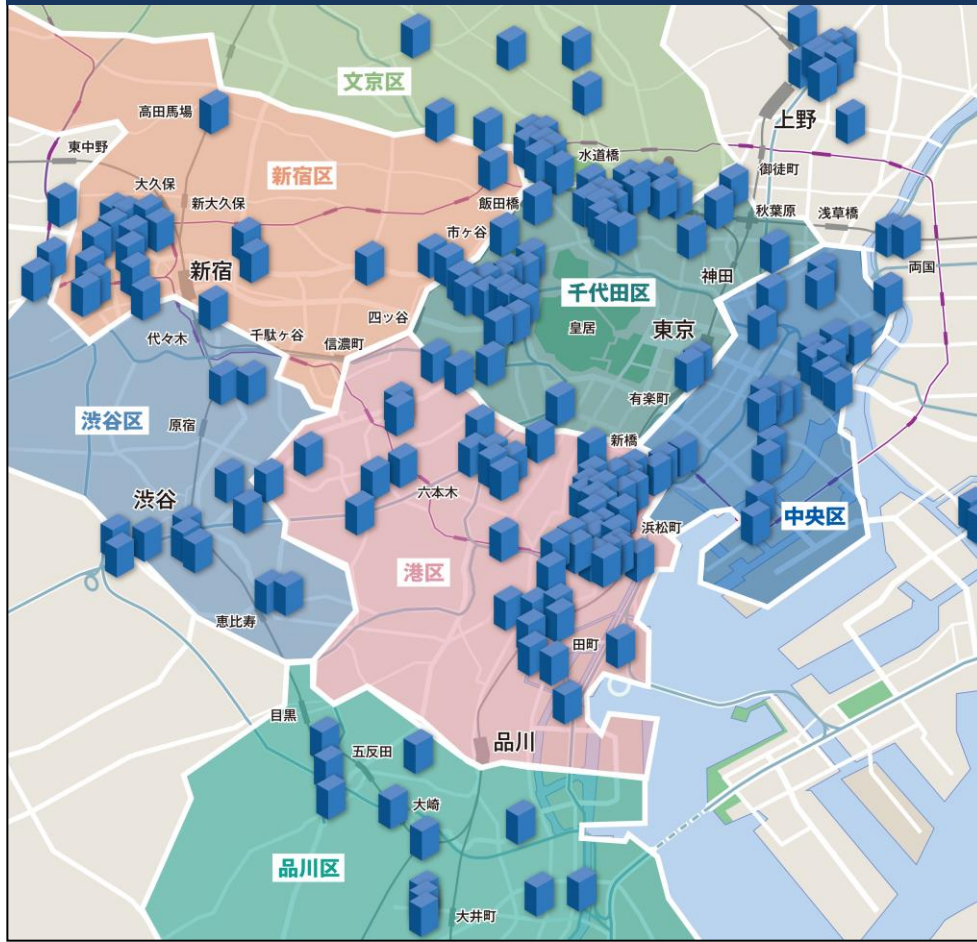 文京区
高田馬場
上野
東中野
水道橋
御徒町
新宿区
大久保
新大久保
飯田橋
秋葉原
浅草橋
市ヶ谷
両国
新宿
神田
千代田区
四ッ谷
皇居
東京
代々木
千駄ヶ谷
信濃町
有楽町
渋谷区
原宿
新橋
六本木
渋谷
浜松町
中央区
港区
恵比寿
田町
目黒
品川
五反田
大崎
品川区
大井町